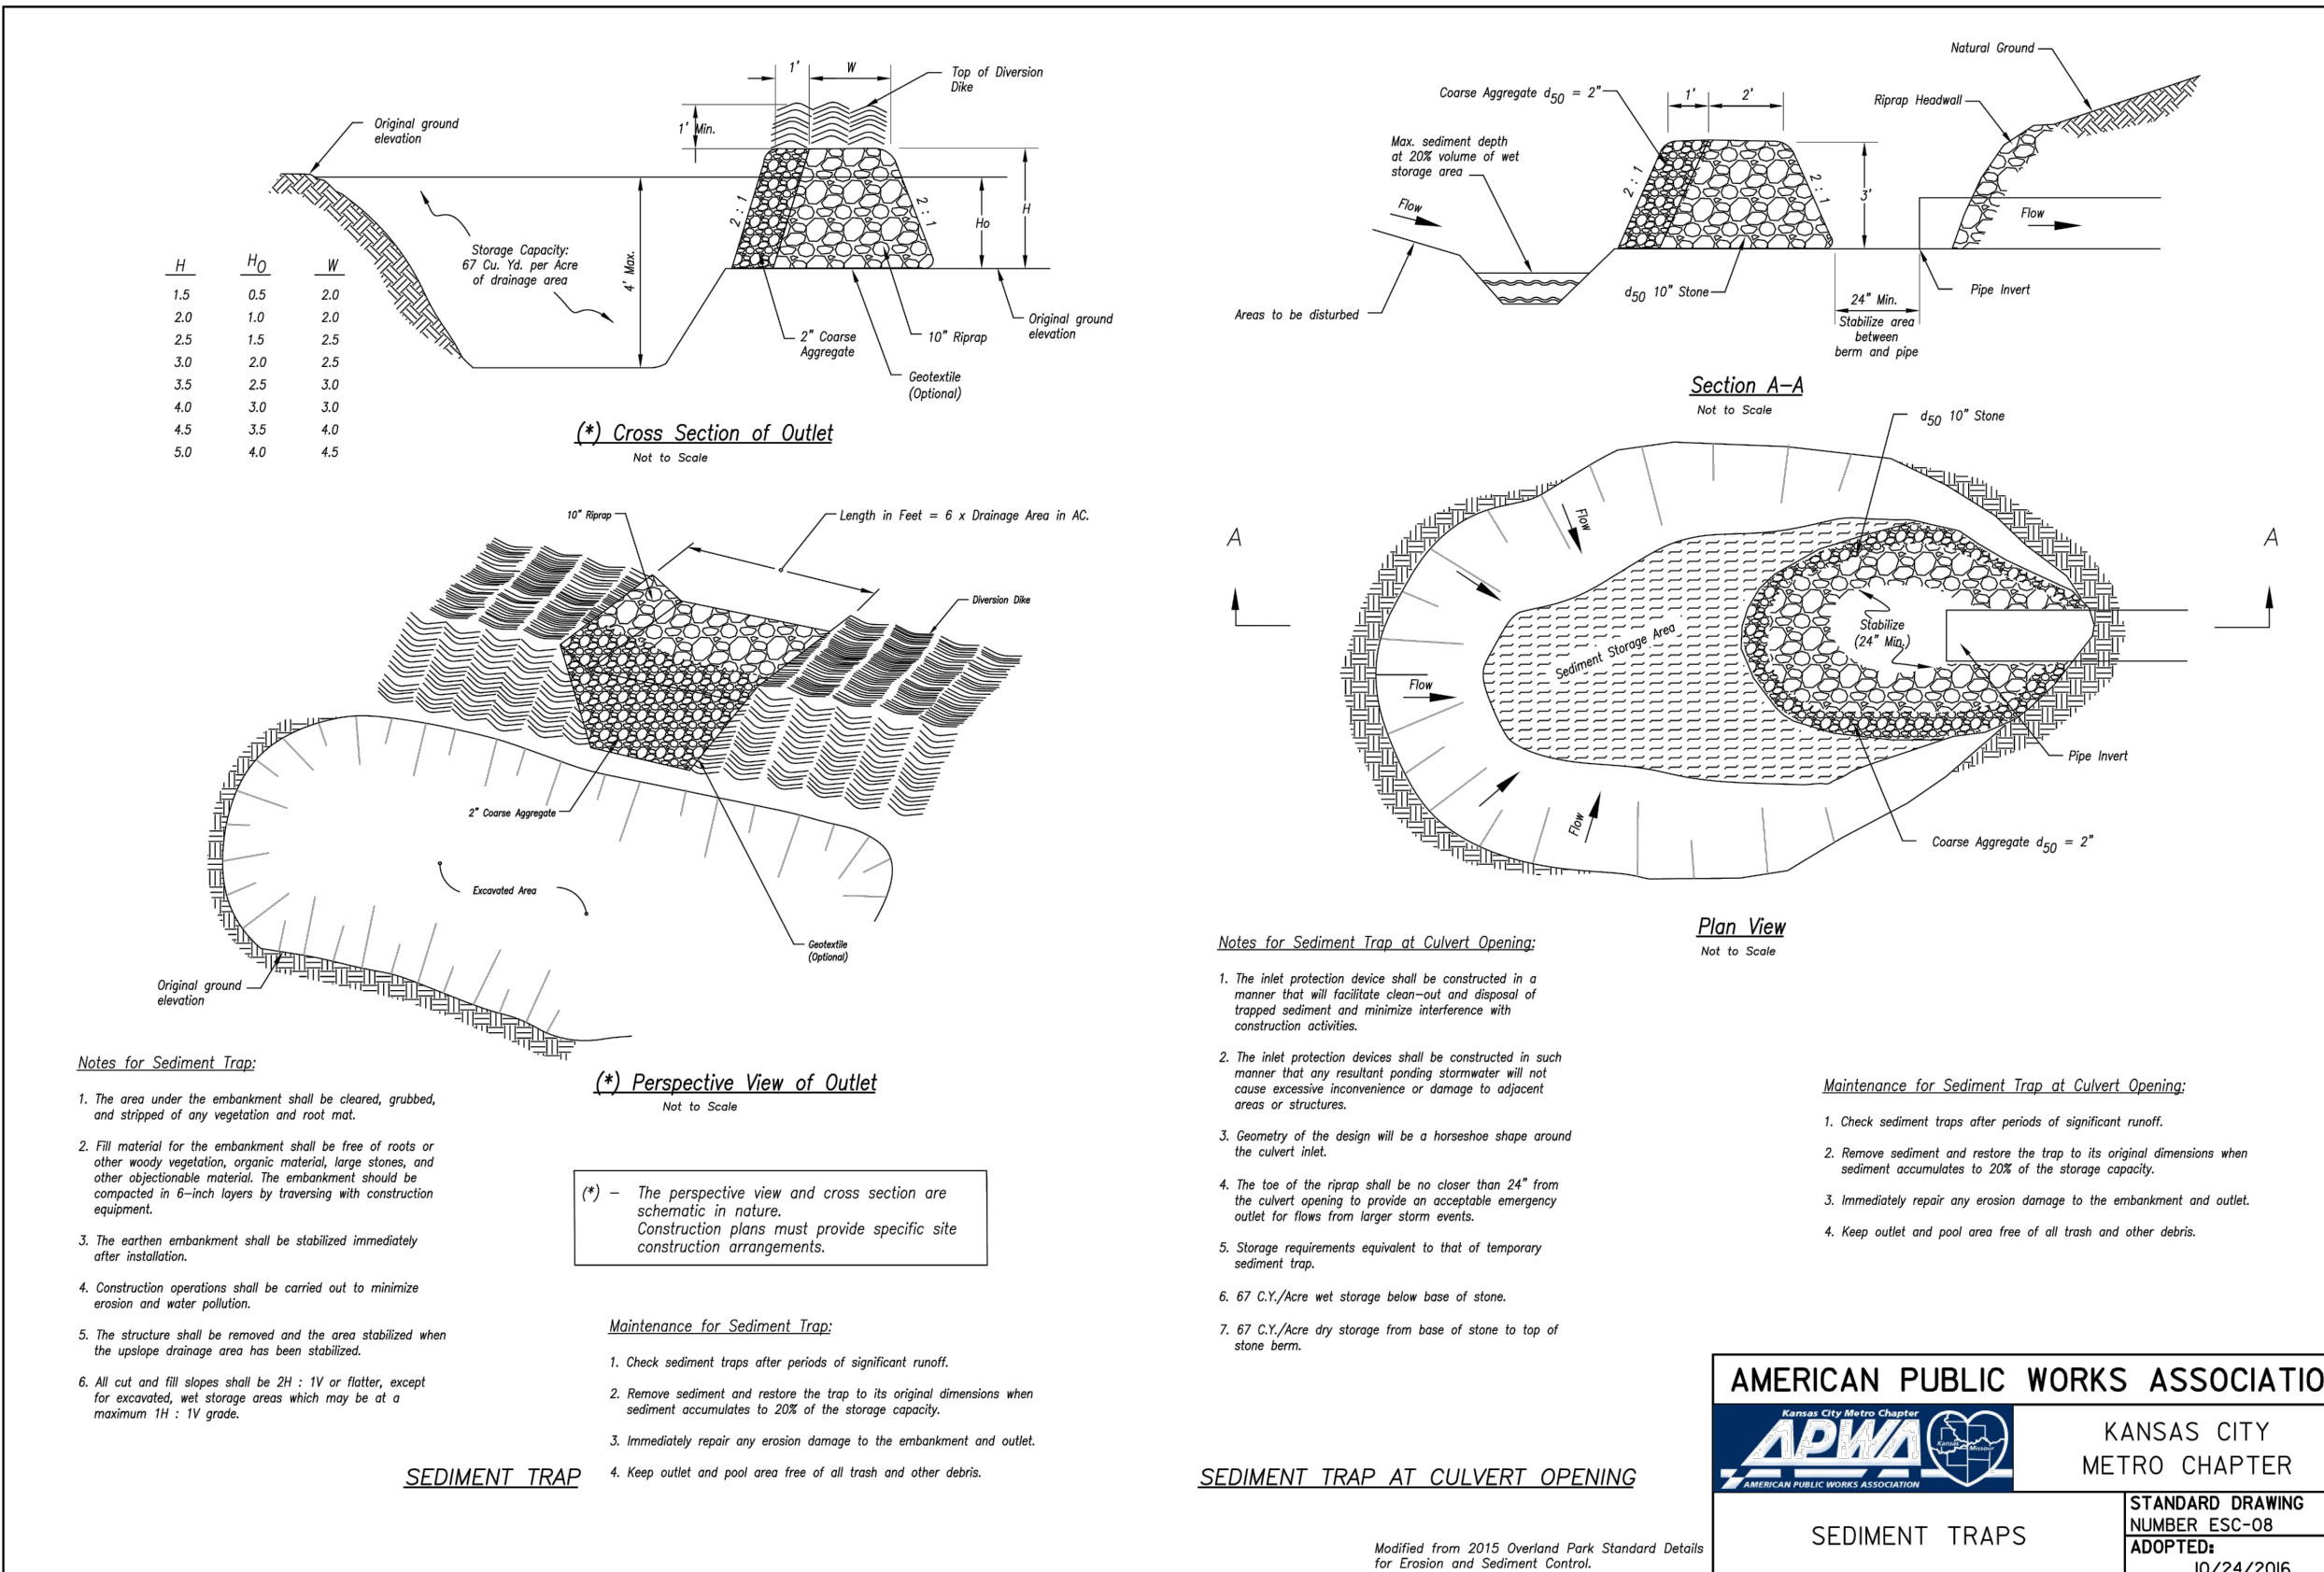 1'
W
Top of Diversion
Dike
1' Min.
Original ground
elevation
Storage Capacity:
67 Cu. Yd. per Acre
of drainage area
4' Max.
2 : 1
2 : 1
Ho
H
2" Coarse
Aggregate
10" Riprap
Original ground
elevation
Geotextile
(Optional)
H HO W
1.5 0.5 2.0
2.0 1.0 2.0
2.5 1.5 2.5
3.0 2.0 2.5
3.5 2.5 3.0
4.0 3.0 3.0
4.5 3.5 4.0
5.0 4.0 4.5
(*) Cross Section of Outlet
Not to Scale
10" Riprap
Length in Feet = 6 x Drainage Area in AC.
Diversion Dike
2" Coarse Aggregate
Excavated Area
Geotextile
(Optional)
Original ground
elevation
(*) Perspective View of Outlet
Not to Scale
Notes for Sediment Trap:
1. The area under the embankment shall be cleared, grubbed,
and stripped of any vegetation and root mat.
2. Fill material for the embankment shall be free of roots or
other woody vegetation, organic material, large stones, and
other objectionable material. The embankment should be
compacted in 6-inch layers by traversing with construction
equipment.
3. The earthen embankment shall be stabilized immediately
after installation.
4. Construction operations shall be carried out to minimize
erosion and water pollution.
5. The structure shall be removed and the area stabilized when
the upslope drainage area has been stabilized.
6. All cut and fill slopes shall be 2H : 1V or flatter, except
for excavated, wet storage areas which may be at a
maximum 1H : 1V grade.
(*) - The perspective view and cross section are
schematic in nature.
Construction plans must provide specific site
construction arrangements.
Maintenance for Sediment Trap:
1. Check sediment traps after periods of significant runoff.
2. Remove sediment and restore the trap to its original dimensions when
sediment accumulates to 20% of the storage capacity.
3. Immediately repair any erosion damage to the embankment and outlet.
4. Keep outlet and pool area free of all trash and other debris.
SEDIMENT TRAP
Natural Ground
Coarse Aggregate d50 = 2"
1'
2'
Riprap Headwall
Max. sediment depth
at 20% volume of wet
storage area
2 : 1
2 : 1
3'
Flow
Flow
d50 10" Stone
Areas to be disturbed
24" Min.
Stabilize area
between
berm and pipe
Pipe Invert
Section A-A
Not to Scale
d50 10" Stone
A
A
Flow
Flow
Flow
Sediment Storage Area
Stabilize
(24" Min.)
Pipe Invert
Coarse Aggregate d50 = 2"
Plan View
Not to Scale
Notes for Sediment Trap at Culvert Opening:
1. The inlet protection device shall be constructed in a
manner that will facilitate clean-out and disposal of
trapped sediment and minimize interference with
construction activities.
2. The inlet protection devices shall be constructed in such
manner that any resultant ponding stormwater will not
cause excessive inconvenience or damage to adjacent
areas or structures.
3. Geometry of the design will be a horseshoe shape around
the culvert inlet.
4. The toe of the riprap shall be no closer than 24" from
the culvert opening to provide an acceptable emergency
outlet for flows from larger storm events.
5. Storage requirements equivalent to that of temporary
sediment trap.
6. 67 C.Y./Acre wet storage below base of stone.
7. 67 C.Y./Acre dry storage from base of stone to top of
stone berm.
Maintenance for Sediment Trap at Culvert Opening:
1. Check sediment traps after periods of significant runoff.
2. Remove sediment and restore the trap to its original dimensions when
sediment accumulates to 20% of the storage capacity.
3. Immediately repair any erosion damage to the embankment and outlet.
4. Keep outlet and pool area free of all trash and other debris.
SEDIMENT TRAP AT CULVERT OPENING
Modified from 2015 Overland Park Standard Details
for Erosion and Sediment Control.
AMERICAN PUBLIC WORKS ASSOCIATIO
Kansas City Metro Chapter
APWA
Kansas Missouri
AMERICAN PUBLIC WORKS ASSOCIATION
KANSAS CITY
METRO CHAPTER
SEDIMENT TRAPS
STANDARD DRAWING
NUMBER ESC-08
ADOPTED:
10/24/2016